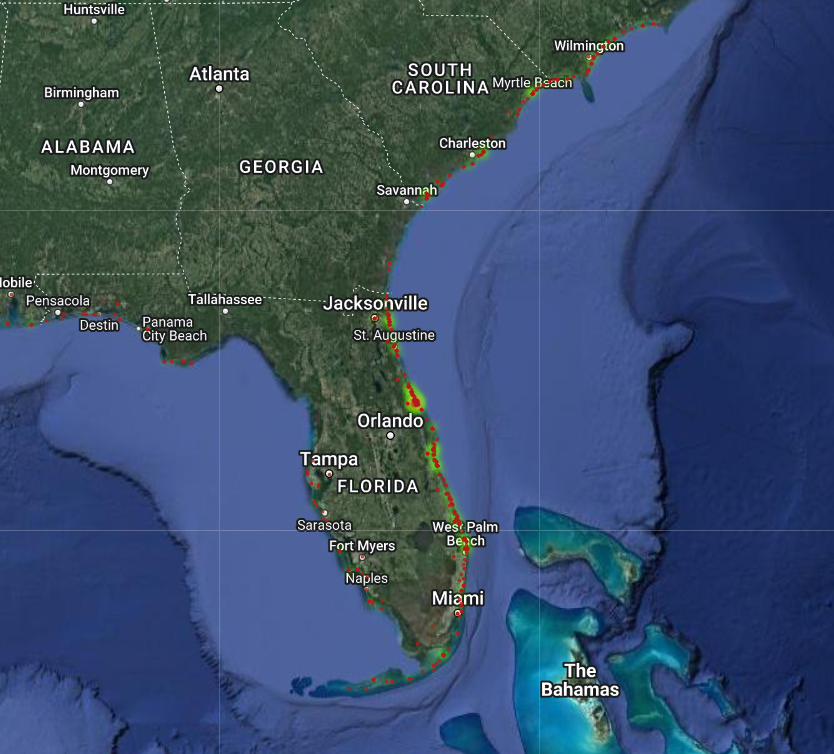 Huntsville
Wilmington
Atlanta
SOUTH
CAROLINA
Myrtle Beach
Birmingham
ALABAMA
Charleston
GEORGIA
Montgomery
Savannah
obile
Pensacola
Tallahassee
Jacksonville
Destin
Panama
City Beach
St. Augustine
Orlando
Tampa
FLORIDA
Sarasota
West Palm
Beach
Fort Myers
Naples
Miami
The
Bahamas